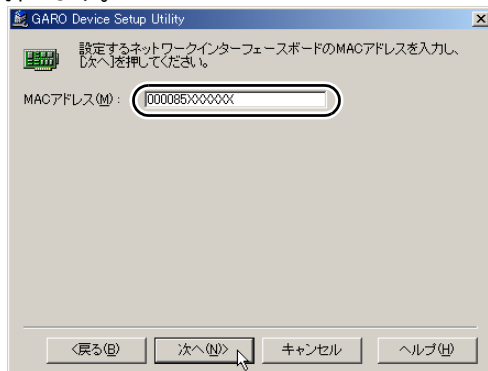 GARO Device Setup Utility
設定するネットワークインターフェースボードのMACアドレスを入力し、
[次へ]を押してください。
MACアドレス(M): 000085XXXXXX
<戻る(B)
次へ(N)>
キャンセル
ヘルプ(H)